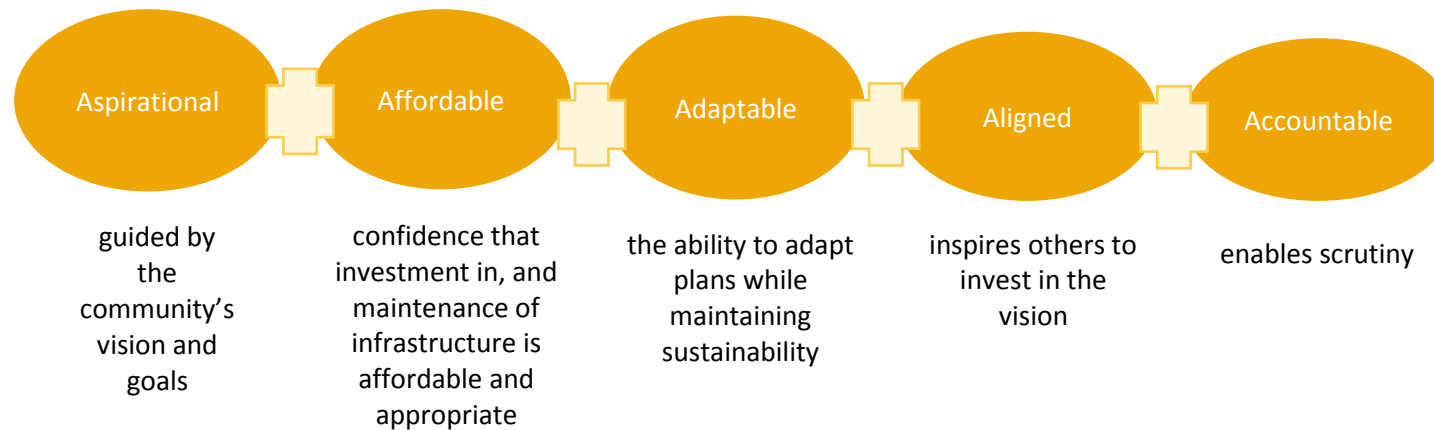 Aspirational
guided by
the
community’s
vision and
goals
Affordable
confidence that
investment in, and
maintenance of
infrastructure is
affordable and
appropriate
Adaptable
the ability to adapt
plans while
maintaining
sustainability
Aligned
inspires others to
invest in the
vision
Accountable
enables scrutiny